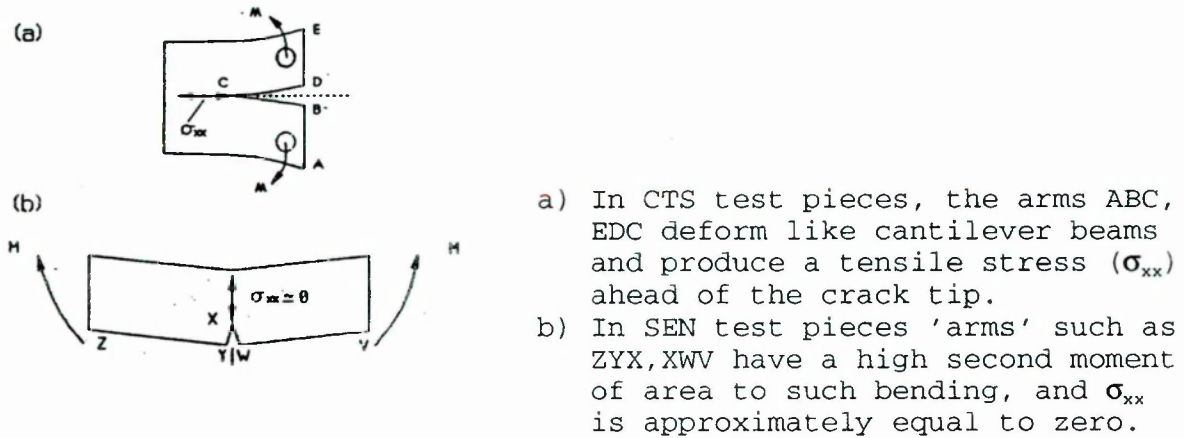 (a)
M
E
C
D
B
σxx
A
M
(b)
M
M
σxx≃0
X
Z
Y
W
V
a) In CTS test pieces, the arms ABC,
EDC deform like cantilever beams
and produce a tensile stress (σxx)
ahead of the crack tip.
b) In SEN test pieces 'arms' such as
ZYX,XWV have a high second moment
of area to such bending, and σxx
is approximately equal to zero.